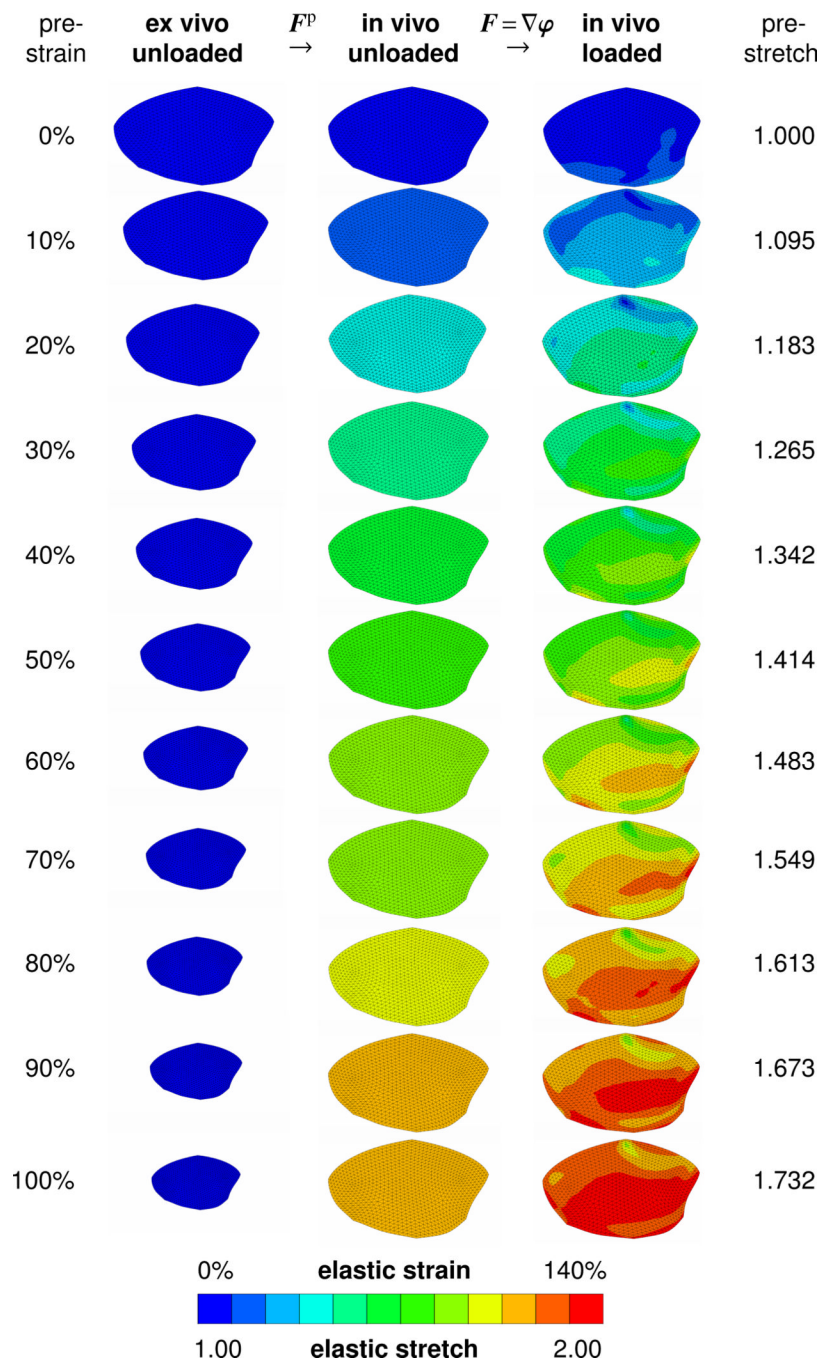 pre-
strain
ex vivo
unloaded
Fᵖ
→
in vivo
unloaded
F = ∇φ
→
in vivo
loaded
pre-
stretch
0% 1.000
10% 1.095
20% 1.183
30% 1.265
40% 1.342
50% 1.414
60% 1.483
70% 1.549
80% 1.613
90% 1.673
100% 1.732
0% elastic strain 140%
1.00 elastic stretch 2.00